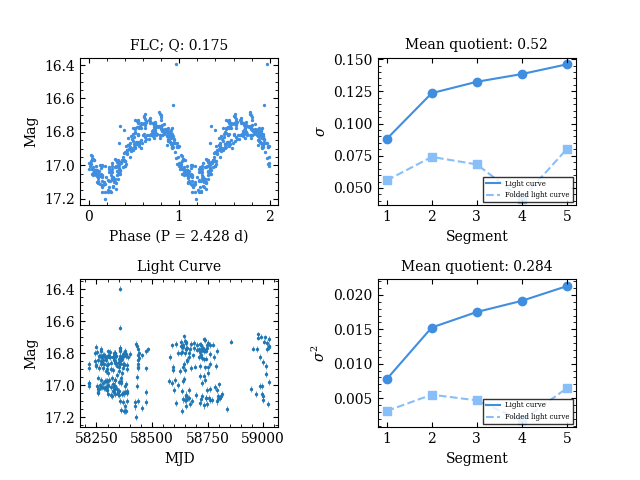 FLC; Q: 0.175
Mag
16.4
16.6
16.8
17.0
17.2
0
1
2
Phase (P = 2.428 d)
Mean quotient: 0.52
σ
0.150
0.125
0.100
0.075
0.050
Light curve
Folded light curve
1
2
3
4
5
Segment
Light Curve
Mag
16.4
16.6
16.8
17.0
17.2
58250
58500
58750
59000
MJD
Mean quotient: 0.284
σ²
0.020
0.015
0.010
0.005
Light curve
Folded light curve
1
2
3
4
5
Segment